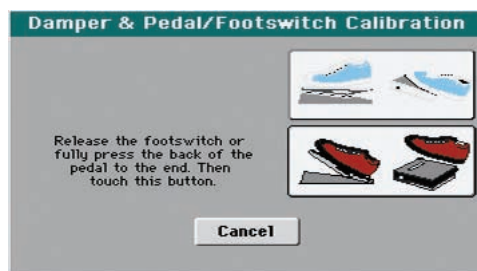 Damper & Pedal/Footswitch Calibration
Release the footswitch or
fully press the back of the
pedal to the end. Then
touch this button.
Cancel